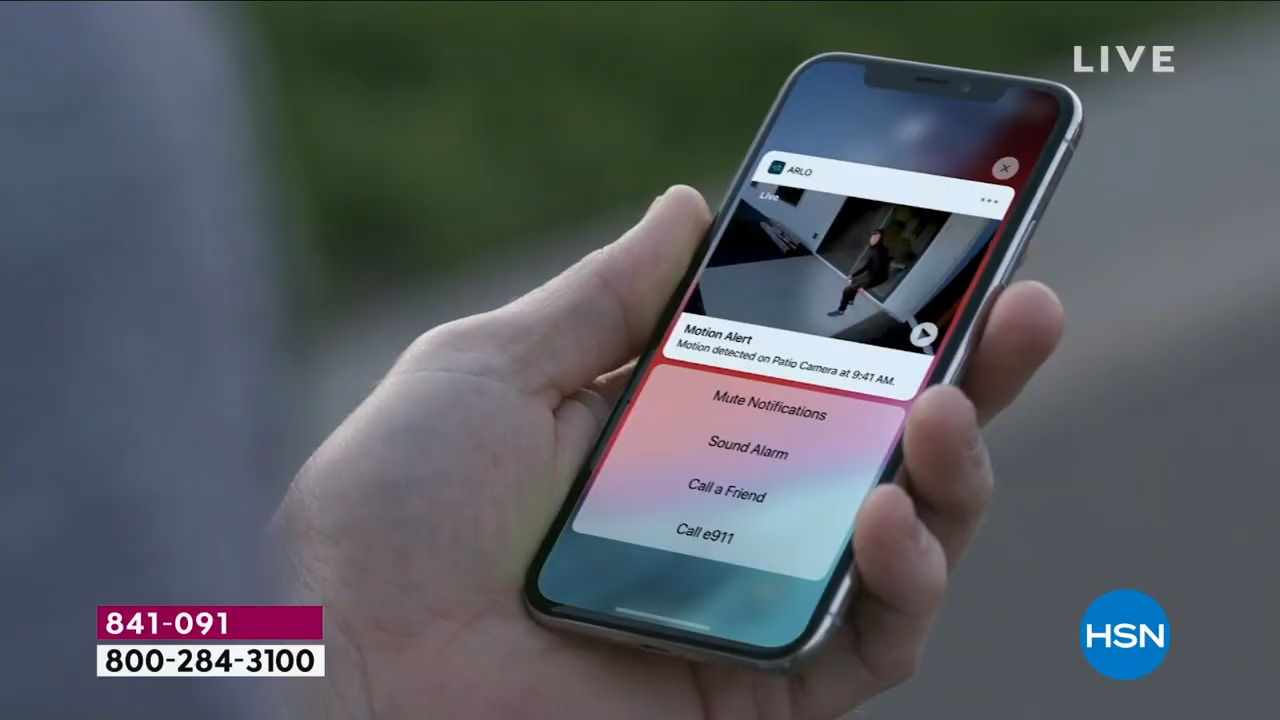 LIVE
ARLO
Live
Motion Alert
Motion detected on Patio Camera at 9:41 AM.
Mute Notifications
Sound Alarm
Call a Friend
Call e911
841-091
800-284-3100
HSN